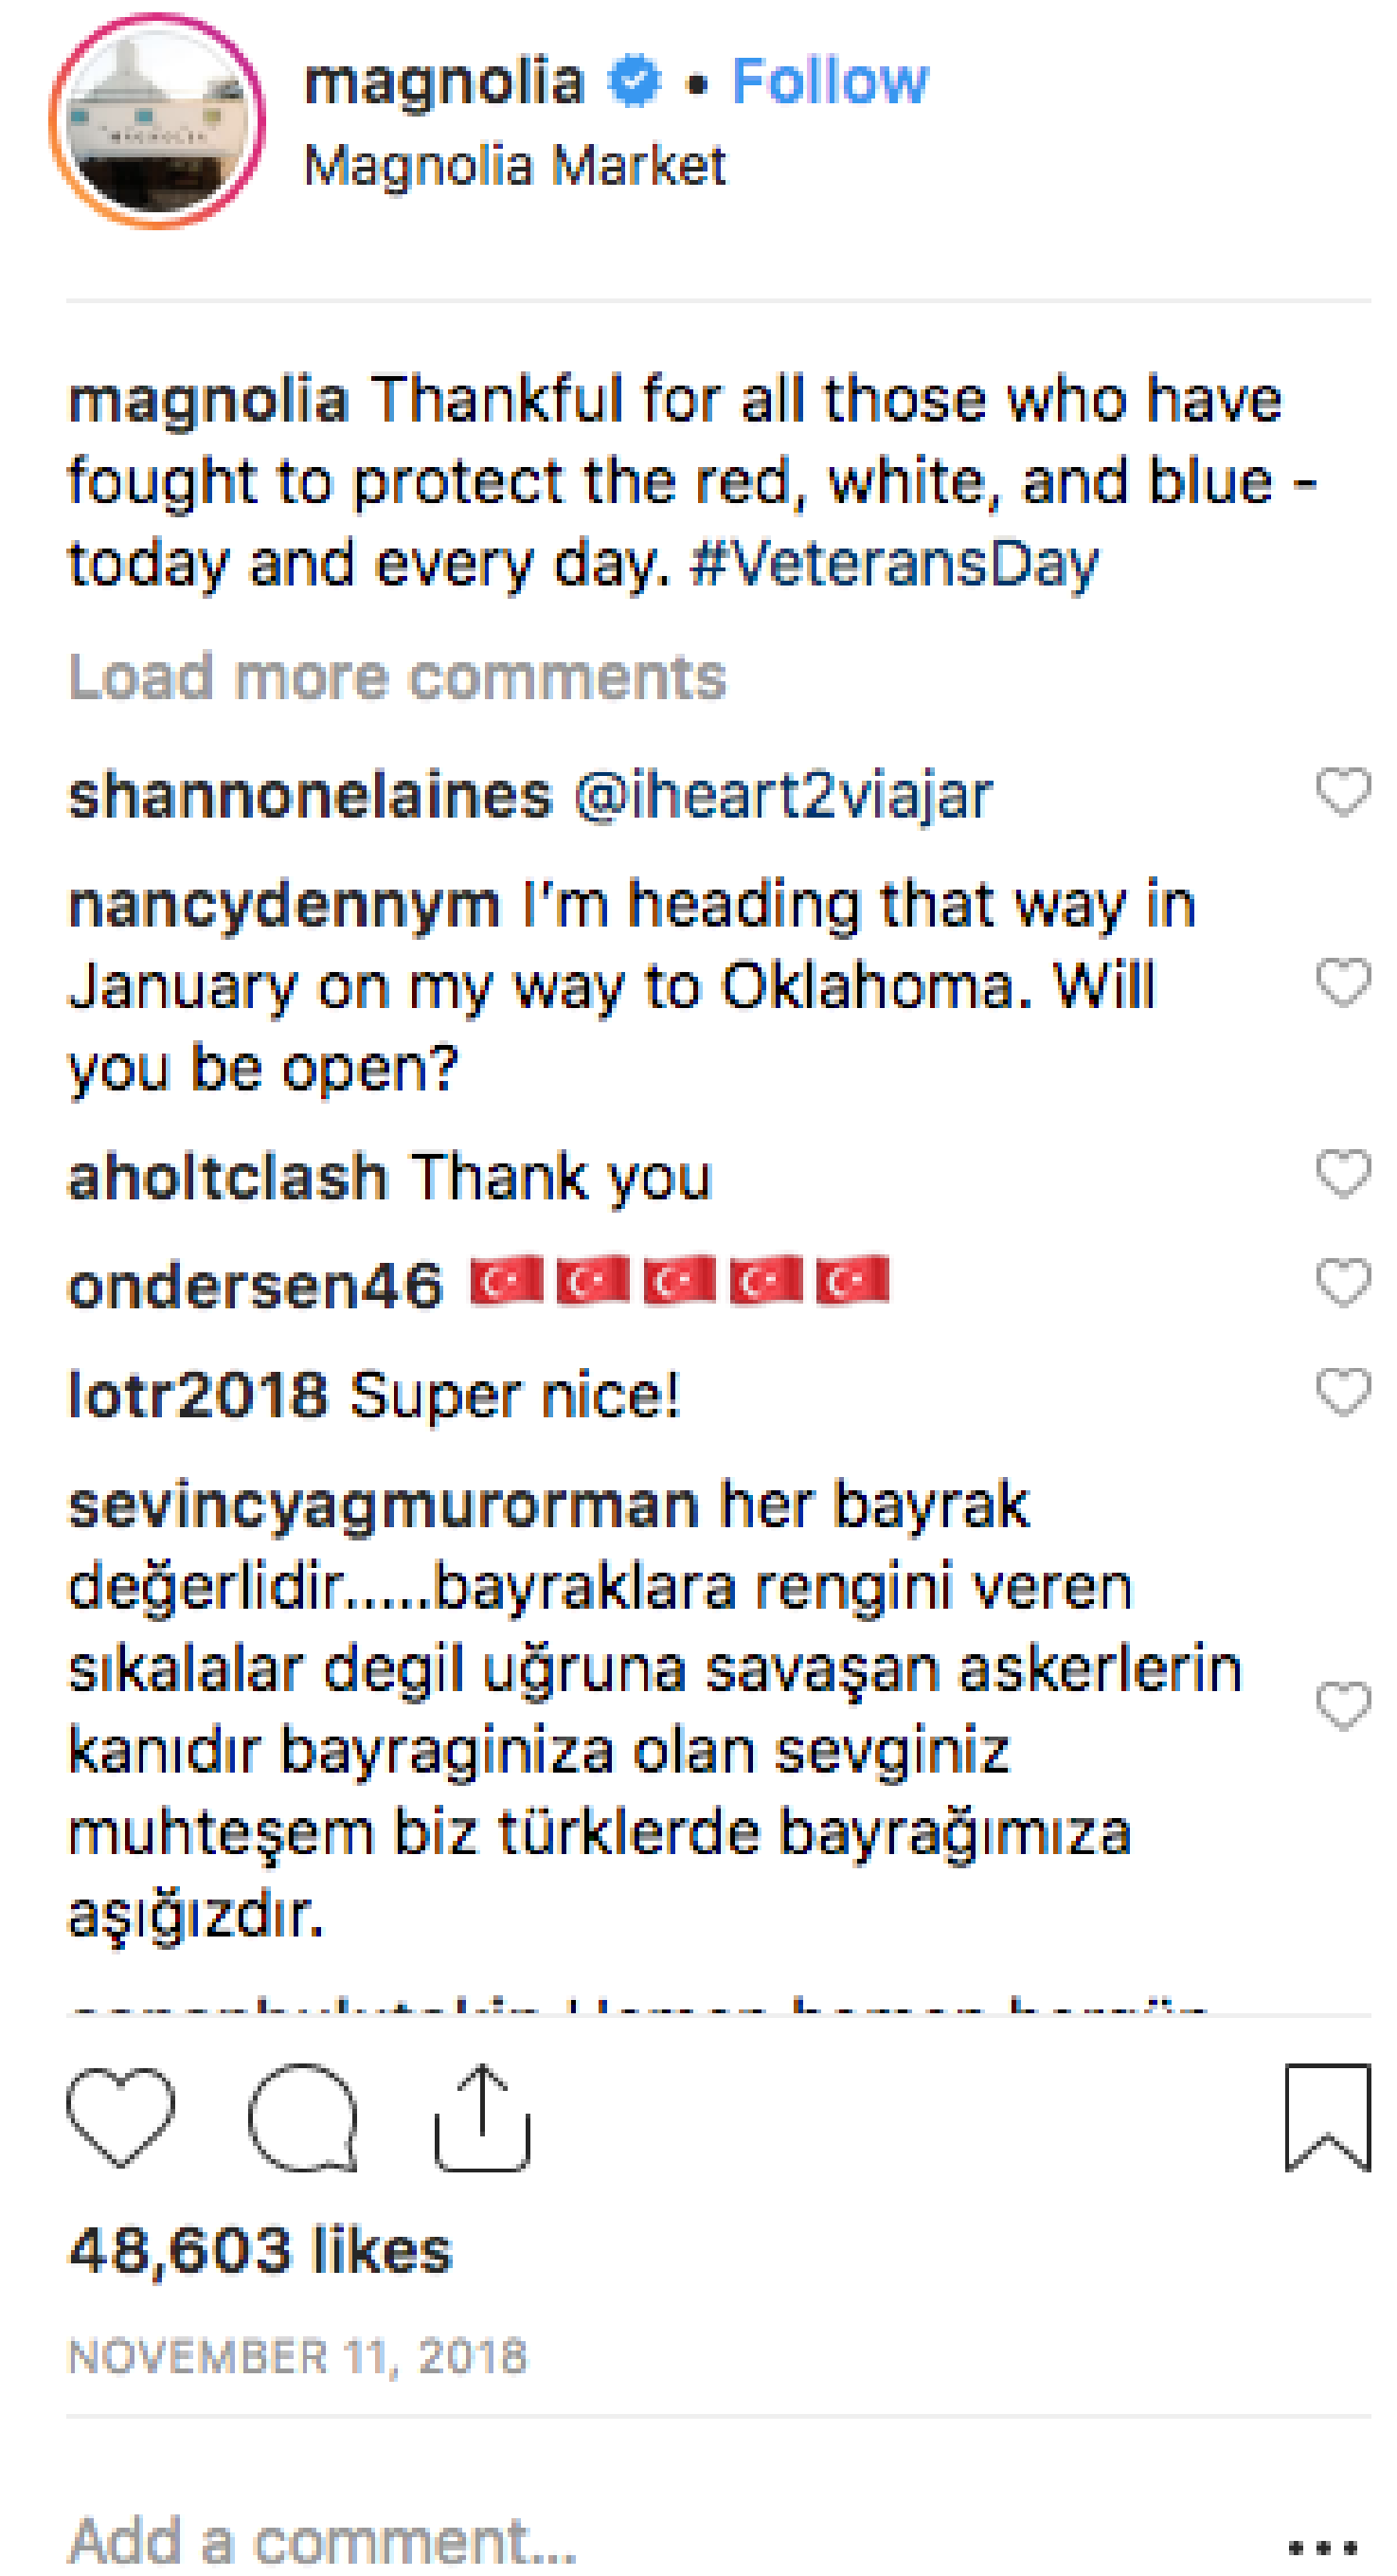 magnolia • Follow
Magnolia Market
magnolia Thankful for all those who have
fought to protect the red, white, and blue -
today and every day. #VeteransDay
Load more comments
shannonelaines @iheart2viajar
nancydennym I'm heading that way in
January on my way to Oklahoma. Will
you be open?
aholtclash Thank you
ondersen46 🇹🇷🇹🇷🇹🇷🇹🇷🇹🇷
lotr2018 Super nice!
sevincyagmurorman her bayrak
değerlidir.....bayraklara rengini veren
sıkalalar degil uğruna savaşan askerlerin
kanıdır bayraginiza olan sevginiz
muhteşem biz türklerde bayrağımıza
aşığızdır.
48,603 likes
NOVEMBER 11, 2018
Add a comment...